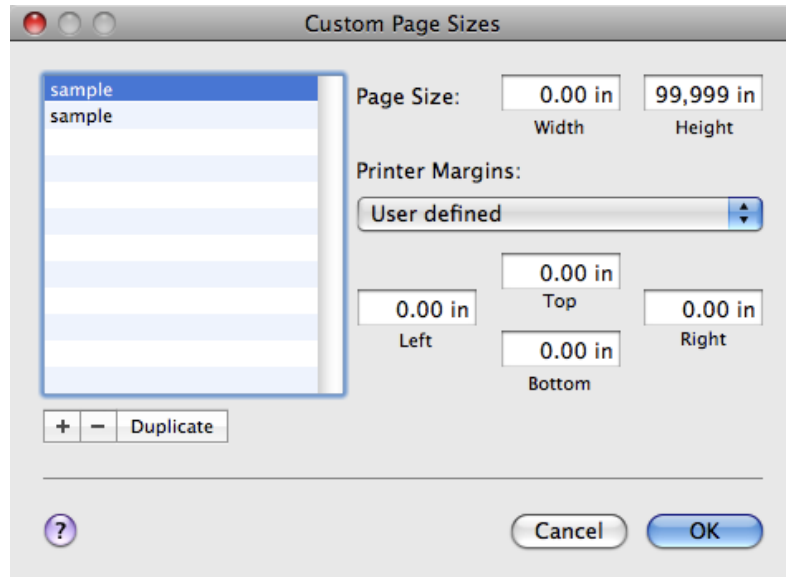 Custom Page Sizes
sample
sample
Page Size:
0.00 in
99,999 in
Width
Height
Printer Margins:
User defined
0.00 in
Top
0.00 in
Left
0.00 in
Right
0.00 in
Bottom
+ − Duplicate
? Cancel OK